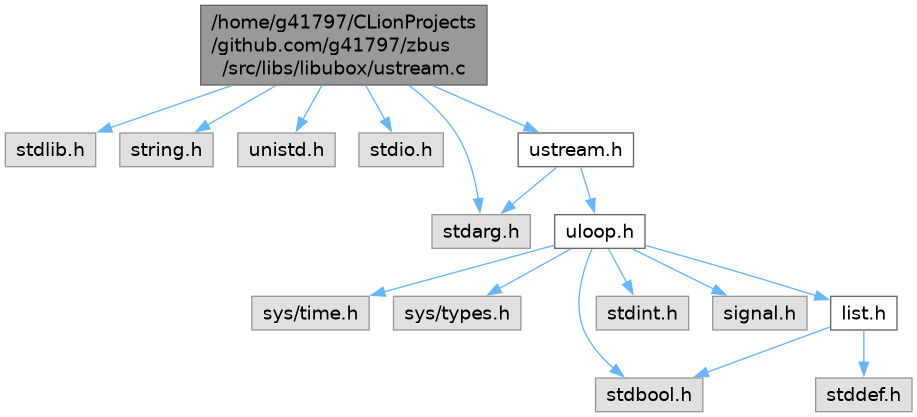 /home/g41797/CLionProjects
/github.com/g41797/zbus
/src/libs/libubox/ustream.c
stdlib.h
string.h
unistd.h
stdio.h
ustream.h
stdarg.h
uloop.h
sys/time.h
sys/types.h
stdint.h
signal.h
list.h
stdbool.h
stddef.h